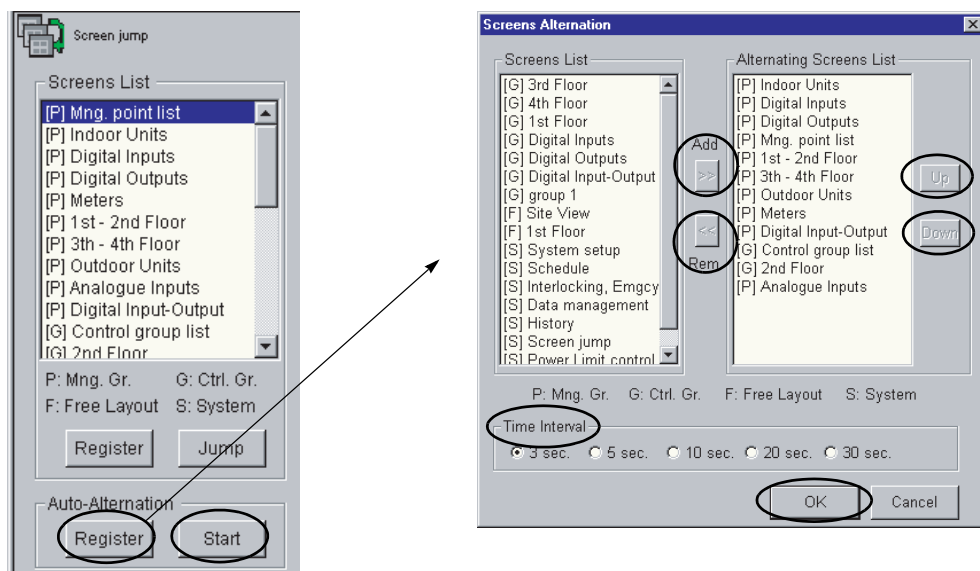 Screen jump
Screens List
[P] Mng. point list
[P] Indoor Units
[P] Digital Inputs
[P] Digital Outputs
[P] Meters
[P] 1st - 2nd Floor
[P] 3th - 4th Floor
[P] Outdoor Units
[P] Analogue Inputs
[P] Digital Input-Output
[G] Control group list
[G] 2nd Floor
P: Mng. Gr. G: Ctrl. Gr.
F: Free Layout S: System
Register Jump
Auto-Alternation
Register Start
Screens Alternation
Screens List
[G] 3rd Floor
[G] 4th Floor
[G] 1st Floor
[G] Digital Inputs
[G] Digital Outputs
[G] Digital Input-Output
[G] group 1
[F] Site View
[F] 1st Floor
[S] System setup
[S] Schedule
[S] Interlocking, Emgcy
[S] Data management
[S] History
[S] Screen jump
[S] Power Limit control
Add
>>
<<
Rem
Alternating Screens List
[P] Indoor Units
[P] Digital Inputs
[P] Digital Outputs
[P] Mng. point list
[P] 1st - 2nd Floor
[P] 3th - 4th Floor
[P] Outdoor Units
[P] Meters
[P] Digital Input-Output
[G] Control group list
[G] 2nd Floor
[P] Analogue Inputs
Up
Down
P: Mng. Gr. G: Ctrl. Gr. F: Free Layout S: System
Time Interval
3 sec. 5 sec. 10 sec. 20 sec. 30 sec.
OK Cancel